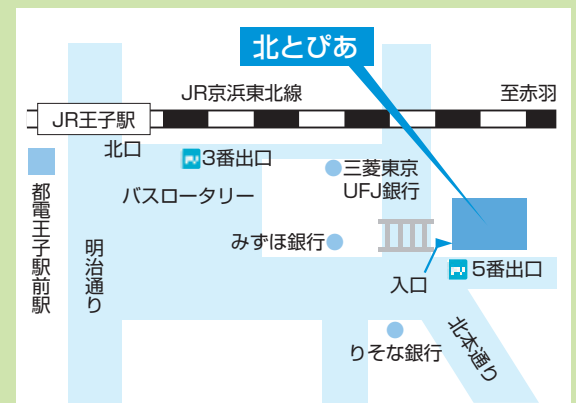 北とぴあ
JR京浜東北線
至赤羽
JR王子駅
北口
3番出口
三菱東京
UFJ銀行
バスロータリー
都電王子駅前駅
明治通り
みずほ銀行
入口
5番出口
りそな銀行
北本通り